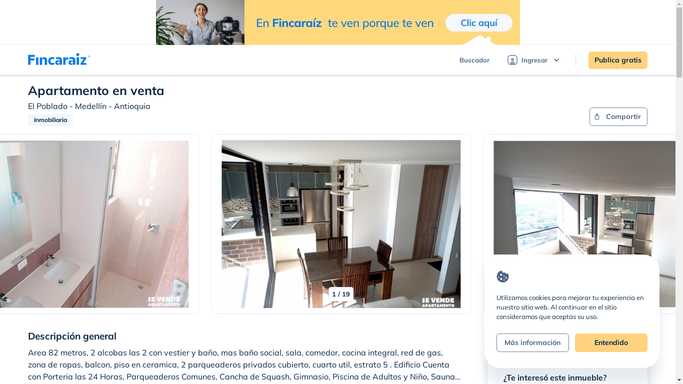 En Fincaraíz te ven porque te ven
Clic aquí
Fincaraíz
Buscador
Ingresar
Publica gratis
Apartamento en venta
El Poblado - Medellín - Antioquia
Inmobiliaria
Compartir
SE VENDE
APARTAMENTO
1 / 19
SE VENDE
APARTAMENTO
Utilizamos cookies para mejorar tu experiencia en
nuestro sitio web. Al continuar en el sitio
consideramos que aceptas su uso.
Más información
Entendido
Descripción general
Area 82 metros, 2 alcobas las 2 con vestier y baño, mas baño social, sala, comedor, cocina integral, red de gas,
zona de ropas, balcon, piso en ceramica, 2 parqueaderos privados cubierto, cuarto util, estrato 5 . Edificio Cuenta
con Porteria las 24 Horas, Parqueaderos Comunes, Cancha de Squash, Gimnasio, Piscina de Adultos y Niño, Sauna...
¿Te interesó este inmueble?